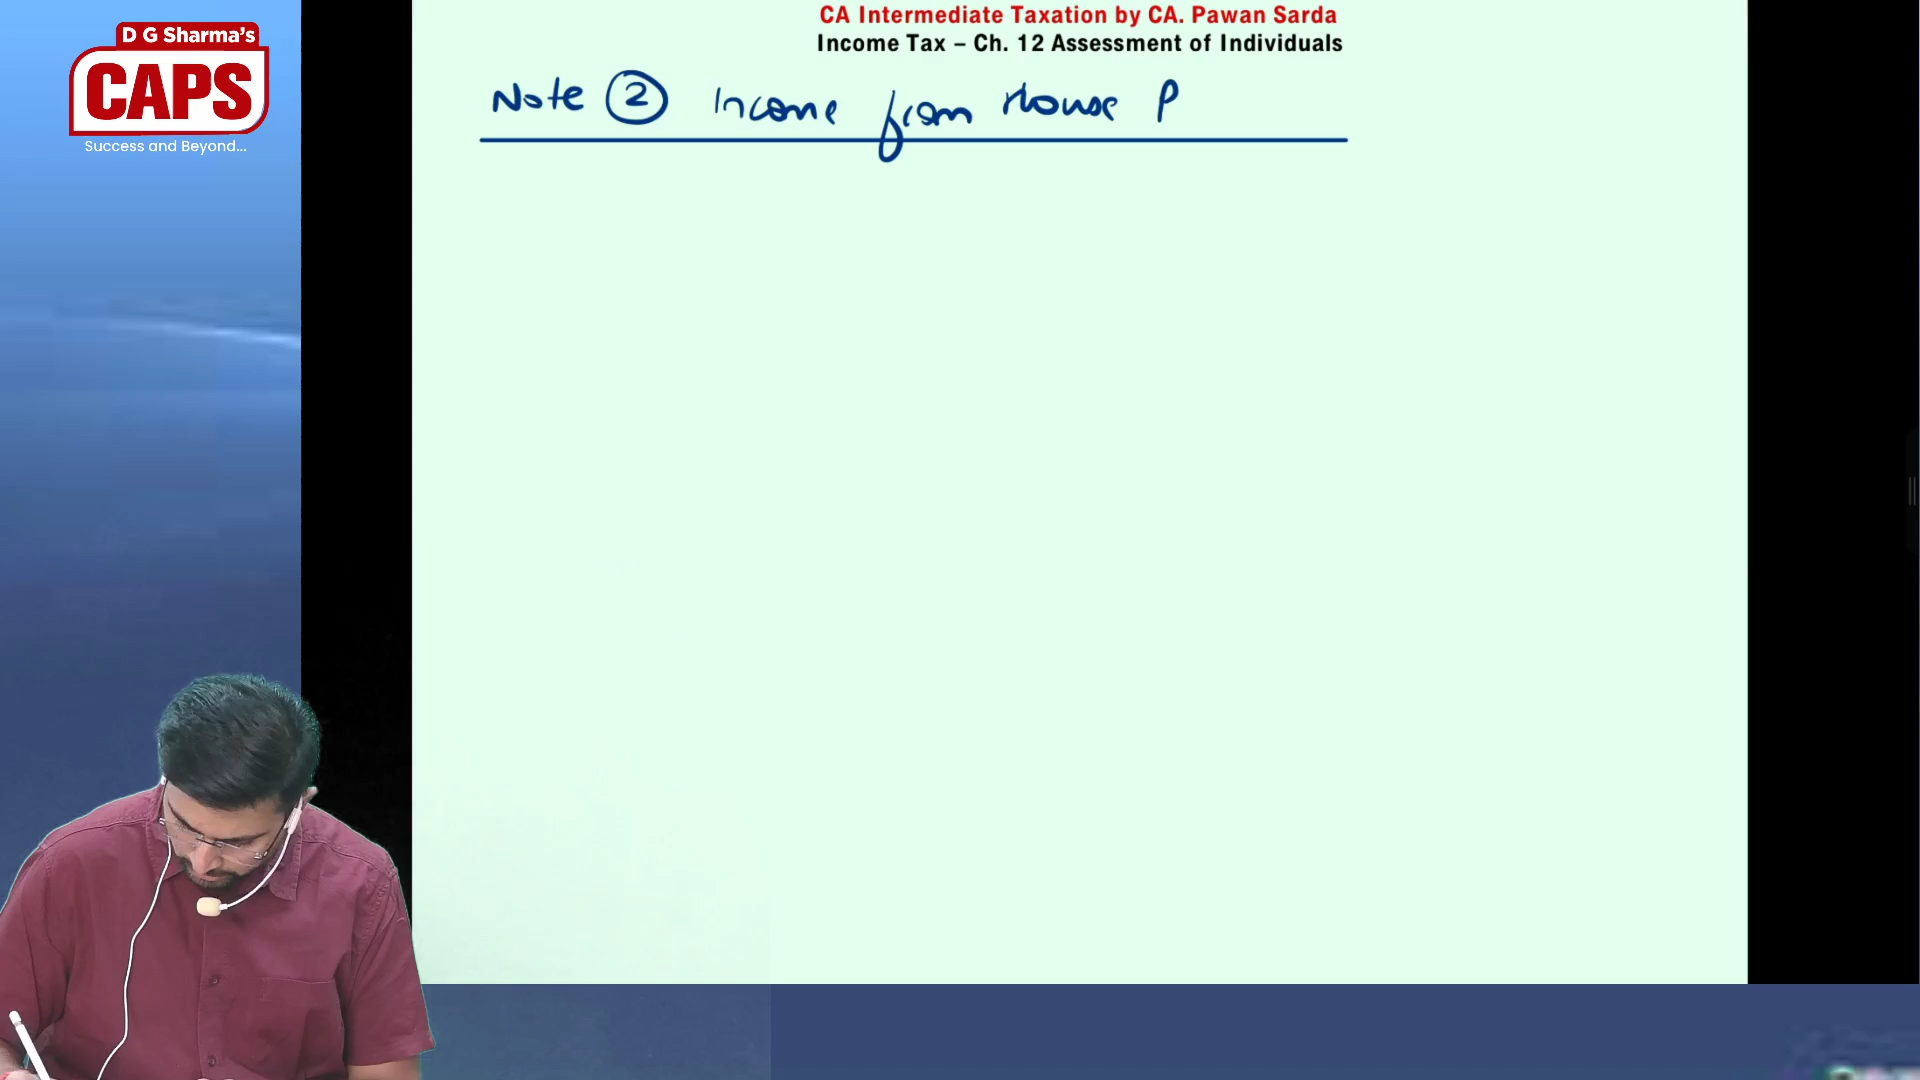 D G Sharma's
CAPS
Success and Beyond...
CA Intermediate Taxation by CA. Pawan Sarda
Income Tax – Ch. 12 Assessment of Individuals
Note 2 Income from House P